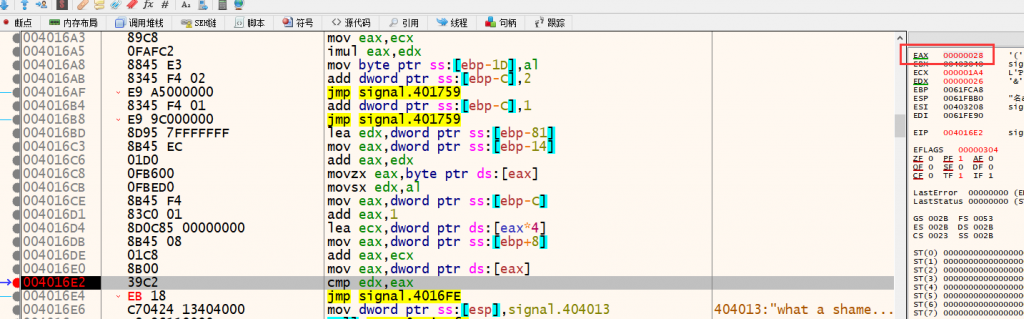 断点 内存布局 调用堆栈 SEH链 脚本 符号 源代码 引用 线程 句柄 跟踪
004016A3 89C8 mov eax,ecx
004016A5 0FAFC2 imul eax,edx
004016A8 8845 E3 mov byte ptr ss:[ebp-1D],al
004016AB 8345 F4 02 add dword ptr ss:[ebp-C],2
004016AF E9 A5000000 jmp signal.401759
004016B4 8345 F4 01 add dword ptr ss:[ebp-C],1
004016B8 E9 9C000000 jmp signal.401759
004016BD 8D95 7FFFFFFF lea edx,dword ptr ss:[ebp-81]
004016C3 8B45 EC mov eax,dword ptr ss:[ebp-14]
004016C6 01D0 add eax,edx
004016C8 0FB600 movzx eax,byte ptr ds:[eax]
004016CB 0FBED0 movsx edx,al
004016CE 8B45 F4 mov eax,dword ptr ss:[ebp-C]
004016D1 83C0 01 add eax,1
004016D4 8D0C85 00000000 lea ecx,dword ptr ds:[eax*4]
004016DB 8B45 08 mov eax,dword ptr ss:[ebp+8]
004016DE 01C8 add eax,ecx
004016E0 8B00 mov eax,dword ptr ds:[eax]
004016E2 39C2 cmp edx,eax
004016E4 EB 18 jmp signal.4016FE
004016E6 C70424 13404000 mov dword ptr ss:[esp],signal.404013 404013:"what a shame...
EAX 00000028 '('
EBX 00403040 sig
ECX 000001A4 L'
EDX 00000026 '&'
EBP 0061FCA8
ESP 0061FBB0
ESI 00403208 sig
EDI 0061FE90
EIP 004016E2 sig
EFLAGS 00000304
ZF 0 PF 1 AF 0
OF 0 SF 0 DF 0
CF 0 TF 1 IF 1
LastError 00000000 (E
LastStatus 00000000 (S
GS 002B FS 0053
ES 002B DS 002B
CS 0023 SS 002B
ST(0) 000000000000
ST(1) 000000000000
ST(2) 000000000000
ST(3) 000000000000
ST(4) 000000000000
ST(5) 000000000000
ST(6) 000000000000
ST(7) 000000000000